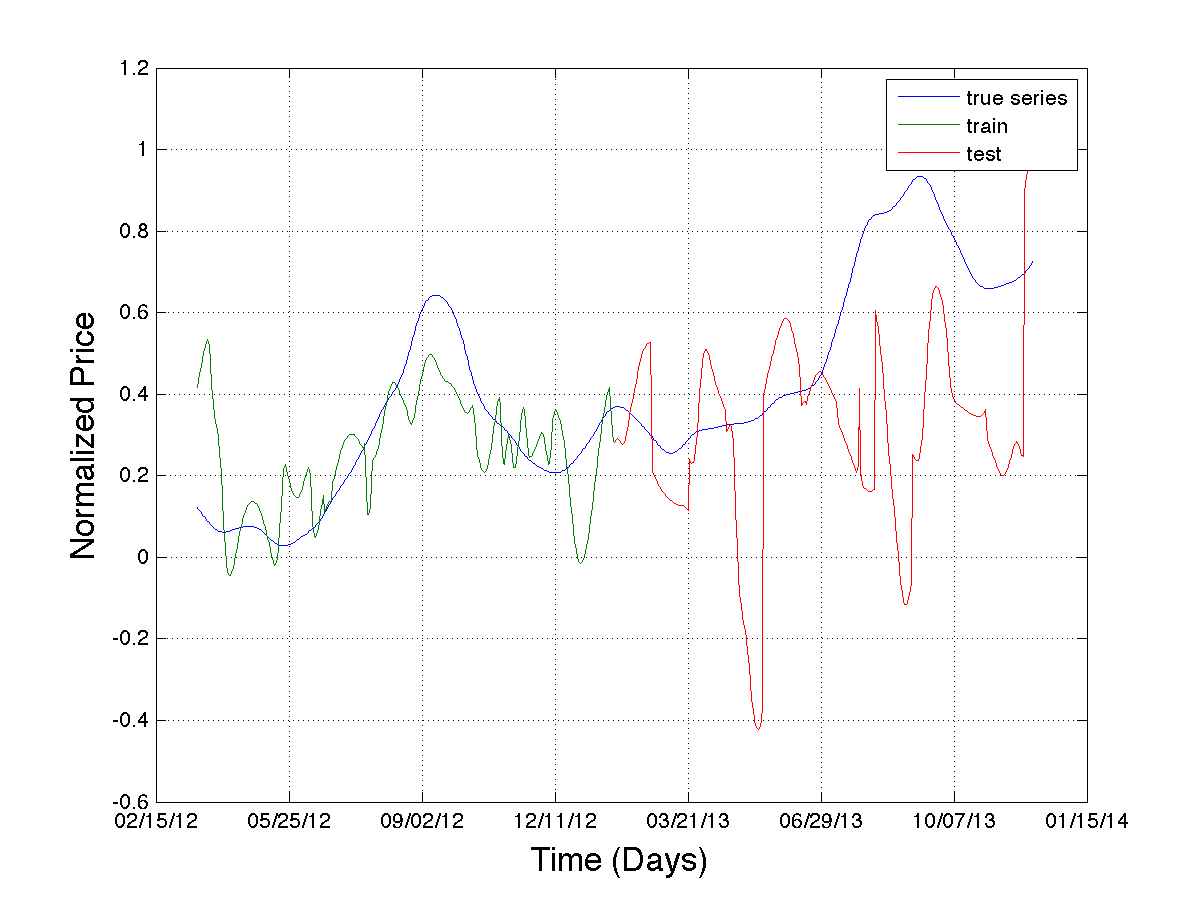 1.2
1
0.8
0.6
0.4
0.2
0
-0.2
-0.4
-0.6
Normalized Price
true series
train
test
02/15/12 05/25/12 09/02/12 12/11/12 03/21/13 06/29/13 10/07/13 01/15/14
Time (Days)